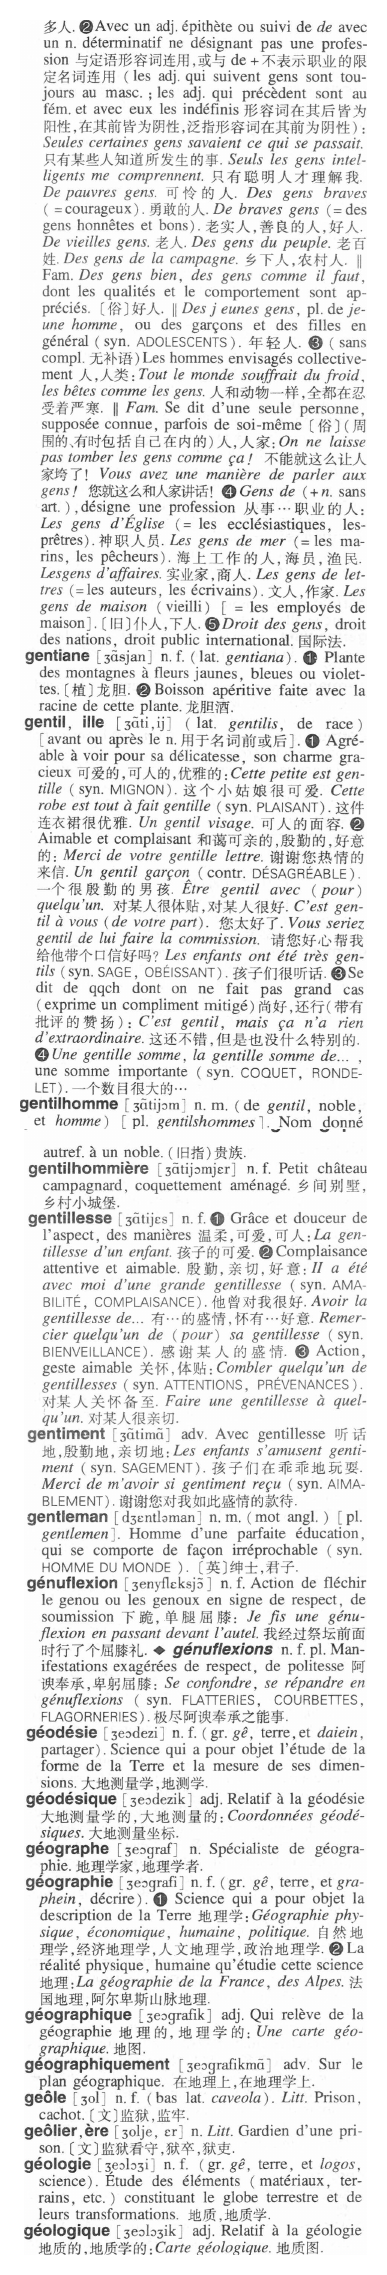 多人. ❷Avec un adj. épithète ou suivi de de avec
un n. déterminatif ne désignant pas une profes-
sion 与定语形容词连用,或与 de + 不表示职业的限
定名词连用 ( les adj. qui suivent gens sont tou-
jours au masc. ; les adj. qui précèdent sont au
fém. et avec eux les indéfinis 形容词在其后皆为
阳性,在其前皆为阴性,泛指形容词在其前为阴性) :
Seules certaines gens savaient ce qui se passait.
只有某些人知道所发生的事. Seuls les gens intel-
ligents me comprennent. 只有聪明人才理解我.
De pauvres gens. 可怜的人. Des gens braves
( = courageux). 勇敢的人. De braves gens (= des
gens honnêtes et bons). 老实人,善良的人,好人.
De vieilles gens. 老人. Des gens du peuple. 老百
姓. Des gens de la campagne. 乡下人,农村人. ‖
Fam. Des gens bien, des gens comme il faut,
dont les qualités et le comportement sont ap-
préciés. [俗]好人. ‖ Des j eunes gens, pl. de je-
une homme, ou des garçons et des filles en
général (syn. ADOLESCENTS). 年轻人. ❸ ( sans
compl. 无补语) Les hommes envisagés collective-
ment 人,人类: Tout le monde souffrait du froid,
les bêtes comme les gens. 人和动物一样,全都在忍
受着严寒. ‖ Fam. Se dit d'une seule personne,
supposée connue, parfois de soi-même [俗](周
围的,有时包括自己在内的) 人,人家: On ne laisse
pas tomber les gens comme ça! 不能就这么让人
家垮了! Vous avez une manière de parler aux
gens! 您就这么和人家讲话! ❹ Gens de (+ n. sans
art. ) ,désigne une profession 从事…职业的人:
Les gens d'Église (= les ecclésiastiques, les-
prêtres). 神职人员. Les gens de mer (= les ma-
rins, les pêcheurs). 海上工作的人,海员,渔民.
Lesgens d'affaires. 实业家,商人. Les gens de let-
tres (= les auteurs, les écrivains). 文人,作家. Les
gens de maison (vieilli) [ = les employés de
maison]. [旧]仆人,下人. ❺ Droit des gens, droit
des nations, droit public international. 国际法.
gentiane [ʒɑ̃sjan] n. f. (lat. gentiana). ❶ Plante
des montagnes à fleurs jaunes, bleues ou violet-
tes. [植] 龙胆. ❷ Boisson apéritive faite avec la
racine de cette plante. 龙胆酒.
gentil, ille [ʒɑ̃ti,ij] ( lat. gentilis, de race)
[avant ou après le n. 用于名词前或后]. ❶ Agré-
able à voir pour sa délicatesse, son charme gra-
cieux 可爱的,可人的,优雅的: Cette petite est gen-
tille (syn. MIGNON). 这个小姑娘很可爱. Cette
robe est tout à fait gentille (syn. PLAISANT). 这件
连衣裙很优雅. Un gentil visage. 可人的面容. ❷
Aimable et complaisant 和蔼可亲的,殷勤的,好意
的: Merci de votre gentille lettre. 谢谢您热情的
来信. Un gentil garçon (contr. DÉSAGRÉABLE).
一个很殷勤的男孩. Être gentil avec ( pour)
quelqu'un. 对某人很体贴,对某人很好. C'est gen-
til à vous (de votre part). 您太好了. Vous seriez
gentil de lui faire la commission. 请您好心帮我
给他带个口信好吗? Les enfants ont été très gen-
tils (syn. SAGE, OBÉISSANT). 孩子们很听话. ❸ Se
dit de qqch dont on ne fait pas grand cas
(exprime un compliment mitigé) 尚好,还行(带有
批评的赞扬) : C'est gentil, mais ça n'a rien
d'extraordinaire. 这还不错,但是也没什么特别的.
❹ Une gentille somme, la gentille somme de... ,
une somme importante ( syn. COQUET, RONDE-
LET). 一个数目很大的…
gentilhomme [ʒɑ̃tijɔm] n. m. (de gentil, noble,
et homme) [ pl. gentilshommes ]. Nom donné
autref. à un noble. (旧指) 贵族.
gentilhommière [ʒɑ̃tijɔmjɛr] n. f. Petit château
campagnard, coquettement aménagé. 乡间别墅,
乡村小城堡.
gentillesse [ʒɑ̃tijɛs] n. f. ❶ Grâce et douceur de
l'aspect, des manières 温柔,可爱,可人: La gen-
tillesse d'un enfant. 孩子的可爱. ❷ Complaisance
attentive et aimable. 殷勤,亲切,好意: Il a été
avec moi d'une grande gentillesse ( syn. AMA-
BILITÉ, COMPLAISANCE). 他曾对我很好. Avoir la
gentillesse de... 有…的盛情,怀有…好意. Remer-
cier quelqu'un de (pour) sa gentillesse (syn.
BIENVEILLANCE). 感谢某人的盛情. ❸ Action,
geste aimable 关怀,体贴: Combler quelqu'un de
gentillesses ( syn. ATTENTIONS, PRÉVENANCES ).
对某人关怀备至. Faire une gentillesse à quel-
qu'un. 对某人很亲切.
gentiment [ʒɑ̃timɑ̃] adv. Avec gentillesse 听话
地,殷勤地,亲切地: Les enfants s'amusent genti-
ment ( syn. SAGEMENT). 孩子们在乖乖地玩耍.
Merci de m'avoir si gentiment reçu (syn. AIMA-
BLEMENT). 谢谢您对我如此盛情的款待.
gentleman [dʒɛntləman] n. m. (mot angl. ) [ pl.
gentlemen]. Homme d'une parfaite éducation,
qui se comporte de façon irréprochable ( syn.
HOMME DU MONDE ). [英]绅士,君子.
génuflexion [ʒenyflɛksjɔ̃] n. f. Action de fléchir
le genou ou les genoux en signe de respect, de
soumission 下跪,单腿屈膝: Je fis une génu-
flexion en passant devant l'autel. 我经过祭坛前面
时行了个屈膝礼. ◆ génuflexions n. f. pl. Man-
ifestations exagérées de respect, de politesse 阿
谀奉承,卑躬屈膝: Se confondre, se répandre en
génuflexions ( syn. FLATTERIES, COURBETTES,
FLAGORNERIES). 极尽阿谀奉承之能事.
géodésie [ʒeɔdezi] n. f. (gr. gê, terre, et daiein,
partager). Science qui a pour objet l'étude de la
forme de la Terre et la mesure de ses dimen-
sions. 大地测量学,地测学.
géodésique [ʒeɔdezik] adj. Relatif à la géodésie
大地测量学的,大地测量的: Coordonnées géodé-
siques. 大地测量坐标.
géographe [ʒeɔgraf] n. Spécialiste de géogra-
phie. 地理学家,地理学者.
géographie [ʒeɔgrafi] n. f. (gr. gê, terre, et gra-
phein, décrire). ❶ Science qui a pour objet la
description de la Terre 地理学: Géographie phy-
sique, économique, humaine, politique. 自然地
理学,经济地理学,人文地理学,政治地理学. ❷ La
réalité physique, humaine qu'étudie cette science
地理: La géographie de la France, des Alpes. 法
国地理,阿尔卑斯山脉地理.
géographique [ʒeɔgrafik] adj. Qui relève de la
géographie 地理的,地理学的: Une carte géo-
graphique. 地图.
géographiquement [ʒeɔgrafikmɑ̃] adv. Sur le
plan géographique. 在地理上,在地理学上.
geôle [ʒol] n. f. ( bas lat. caveola ). Litt. Prison,
cachot. [文]监狱,监牢.
geôlier,ère [ʒolje, ɛr] n. Litt. Gardien d'une pri-
son. [文]监狱看守,狱卒,狱吏.
géologie [ʒeɔlɔʒi] n. f. (gr. gê, terre, et logos,
science). Étude des éléments ( matériaux, ter-
rains, etc. ) constituant le globe terrestre et de
leurs transformations. 地质,地质学.
géologique [ʒeɔlɔʒik] adj. Relatif à la géologie
地质的,地质学的: Carte géologique. 地质图.